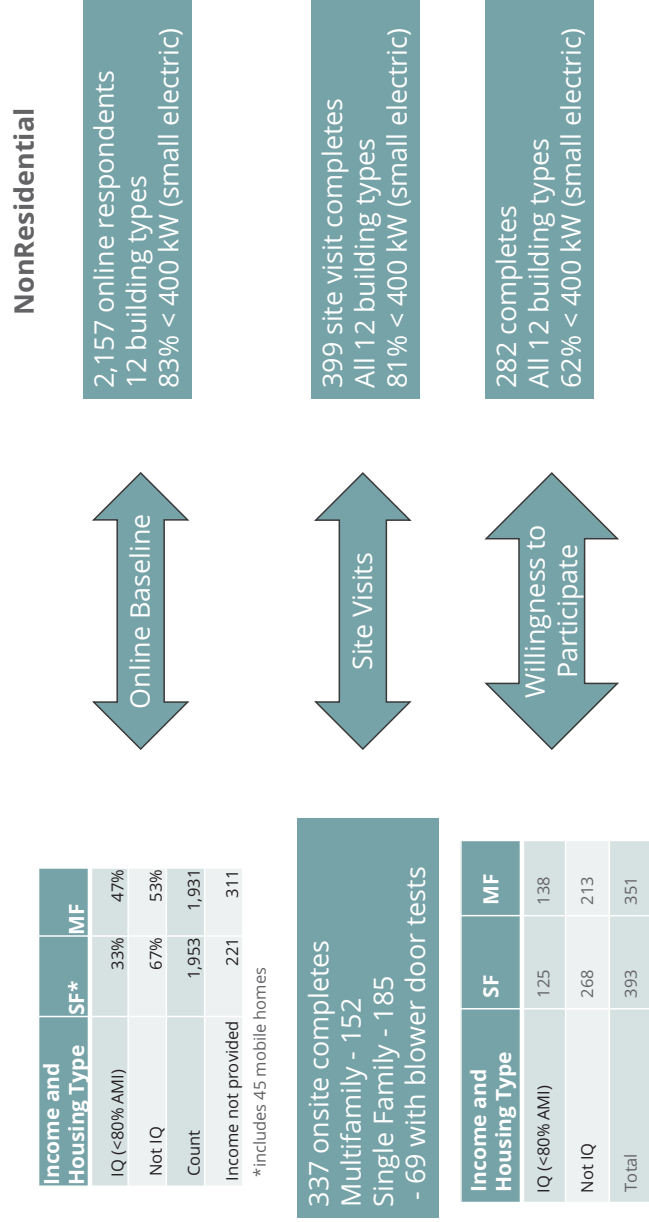 NonResidential
Income and Housing Type SF* MF
IQ (<80% AMI) 33% 47%
Not IQ 67% 53%
Count 1,953 1,931
Income not provided 221 311
*includes 45 mobile homes
Online Baseline
2,157 online respondents
12 building types
83% < 400 kW (small electric)
337 onsite completes
Multifamily - 152
Single Family - 185
- 69 with blower door tests
Site Visits
399 site visit completes
All 12 building types
81% < 400 kW (small electric)
Income and Housing Type SF MF
IQ (<80% AMI) 125 138
Not IQ 268 213
Total 393 351
Willingness to
Participate
282 completes
All 12 building types
62% < 400 kW (small electric)